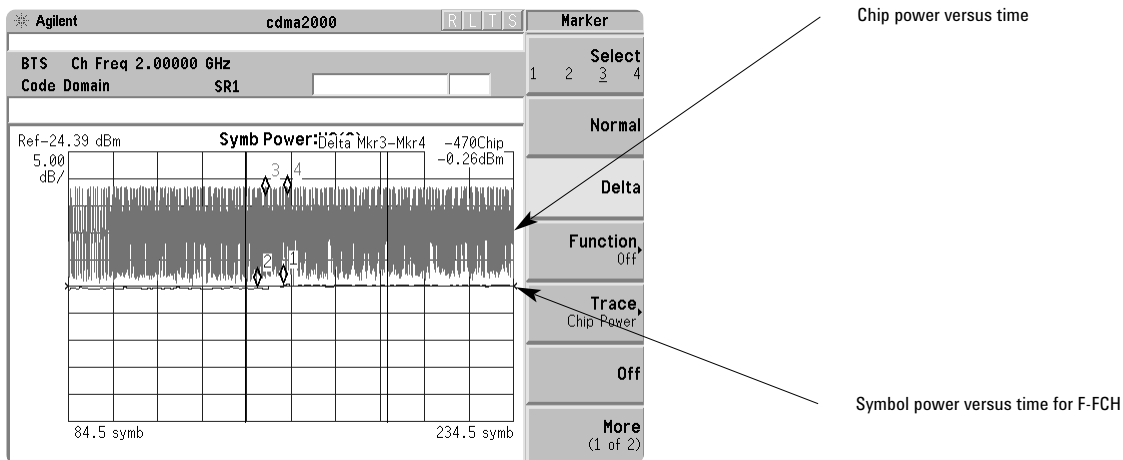 Agilent cdma2000 R L T S Marker
BTS Ch Freq 2.00000 GHz
Code Domain SR1
Ref-24.39 dBm Symb Power: Delta Mkr3-Mkr4 -470Chip
-0.26dBm
5.00
dB/
3 4
2 1
84.5 symb 234.5 symb
Select
1 2 3 4
Normal
Delta
Function
Off
Trace
Chip Power
Off
More
(1 of 2)
Chip power versus time
Symbol power versus time for F-FCH